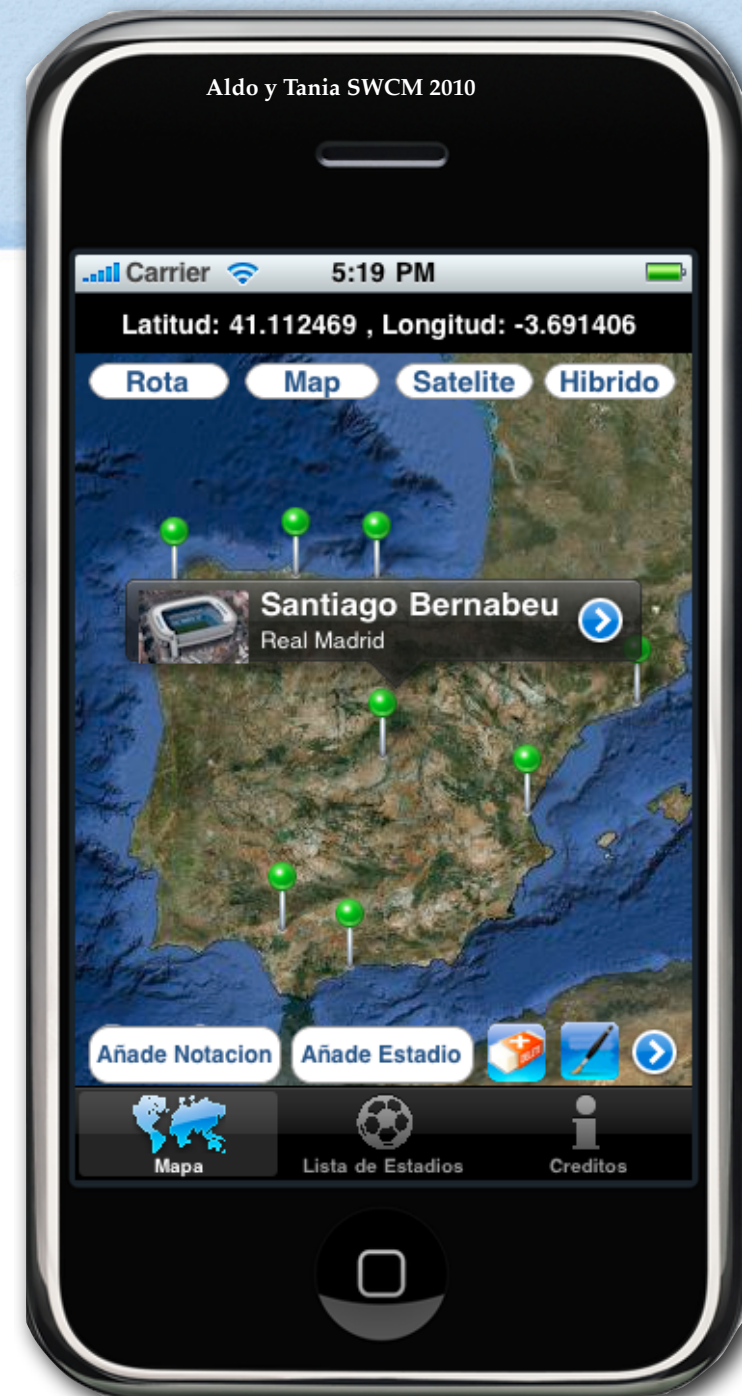 Aldo y Tania SWCM 2010
Carrier 5:19 PM
Latitud: 41.112469 , Longitud: -3.691406
Rota Map Satelite Hibrido
Santiago Bernabeu
Real Madrid
Añade Notacion Añade Estadio DELETE
Mapa Lista de Estadios Creditos